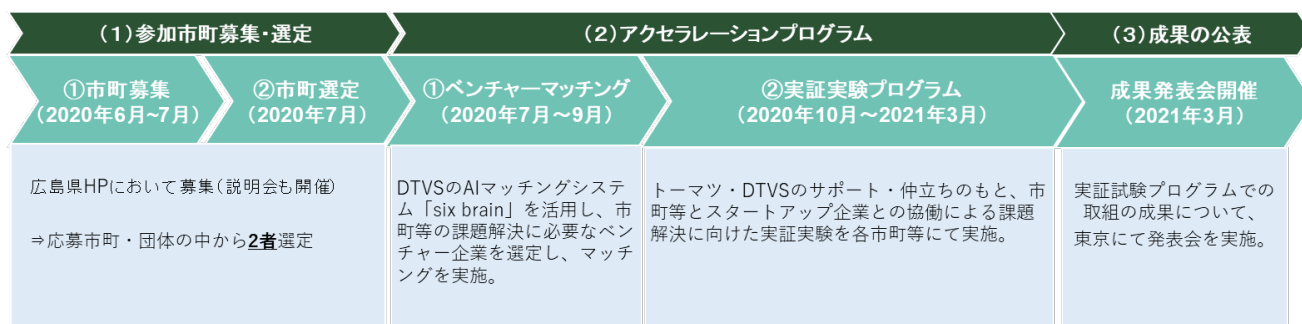 (1)参加市町募集・選定
(2)アクセラレーションプログラム
(3)成果の公表
①市町募集
(2020年6月~7月)
②市町選定
(2020年7月)
①ベンチャーマッチング
(2020年7月～9月)
②実証実験プログラム
(2020年10月～2021年3月)
成果発表会開催
(2021年3月)
広島県HPにおいて募集(説明会も開催)
⇒応募市町・団体の中から2者選定
DTVSのAIマッチングシステ
ム「six brain」を活用し、市
町等の課題解決に必要なベン
チャー企業を選定し、マッチ
ングを実施。
トーマツ・DTVSのサポート・仲立ちのもと、市
町等とスタートアップ企業との協働による課題
解決に向けた実証実験を各市町等にて実施。
実証試験プログラムでの
取組の成果について、
東京にて発表会を実施。